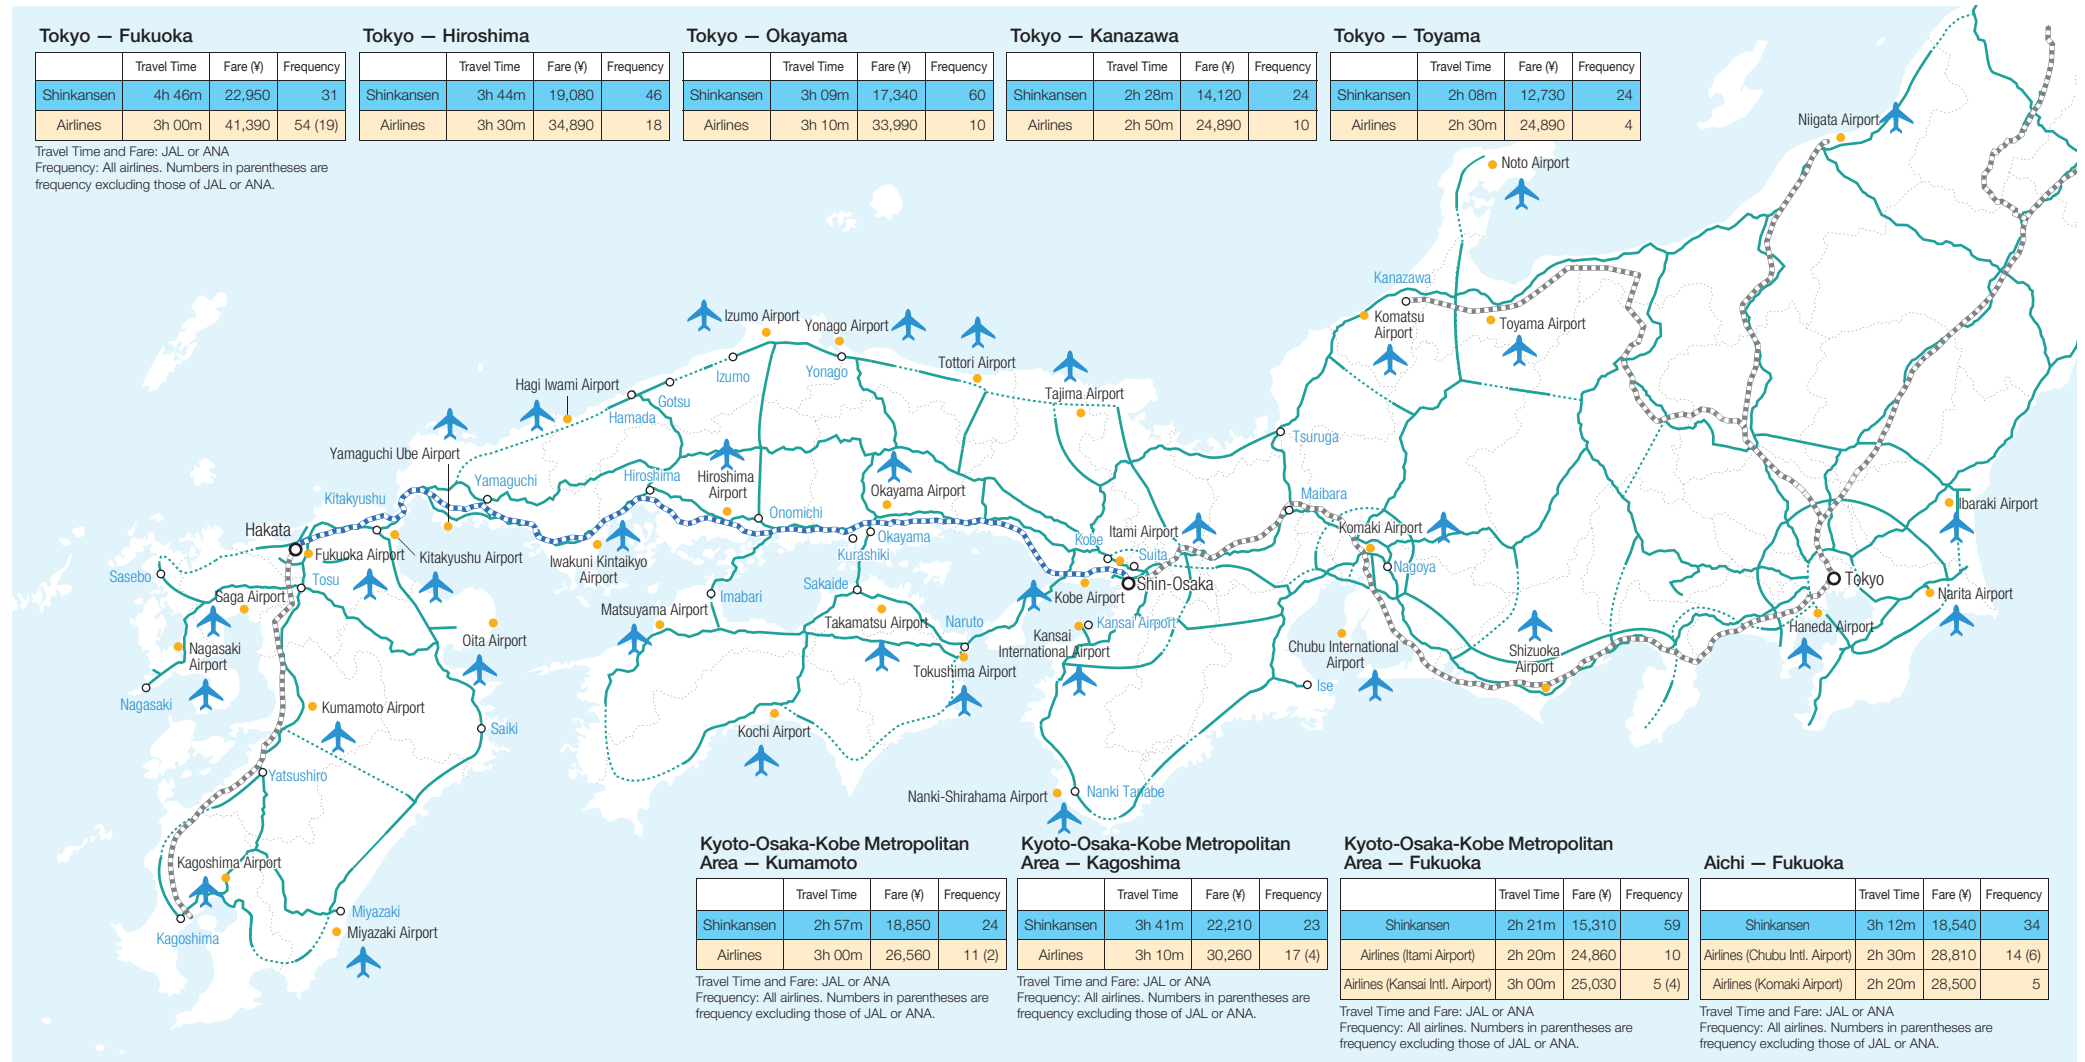 Tokyo — Fukuoka
Travel Time Fare (¥) Frequency
Shinkansen 4h 46m 22,950 31
Airlines 3h 00m 41,390 54 (19)
Travel Time and Fare: JAL or ANA
Frequency: All airlines. Numbers in parentheses are
frequency excluding those of JAL or ANA.
Tokyo — Hiroshima
Travel Time Fare (¥) Frequency
Shinkansen 3h 44m 19,080 46
Airlines 3h 30m 34,890 18
Tokyo — Okayama
Travel Time Fare (¥) Frequency
Shinkansen 3h 09m 17,340 60
Airlines 3h 10m 33,990 10
Tokyo — Kanazawa
Travel Time Fare (¥) Frequency
Shinkansen 2h 28m 14,120 24
Airlines 2h 50m 24,890 10
Tokyo — Toyama
Travel Time Fare (¥) Frequency
Shinkansen 2h 08m 12,730 24
Airlines 2h 30m 24,890 4
Niigata Airport
Noto Airport
Kanazawa
Komatsu
Airport
Toyama Airport
Izumo Airport
Yonago Airport
Tottori Airport
Tajima Airport
Izumo
Yonago
Hagi Iwami Airport
Gotsu
Hamada
Tsuruga
Yamaguchi Ube Airport
Yamaguchi
Hiroshima
Hiroshima
Airport
Okayama Airport
Kitakyushu
Onomichi
Maibara
Ibaraki Airport
Hakata
Fukuoka Airport
Kitakyushu Airport
Iwakuni Kintaikyo
Airport
Okayama
Kurashiki
Kobe
Itami Airport
Suita
Komaki Airport
Nagoya
Sasebo
Tosu
Saga Airport
Imabari
Sakaide
Shin-Osaka
Tokyo
Kobe Airport
Narita Airport
Matsuyama Airport
Takamatsu Airport
Naruto
Kansai Airport
Kansai
International Airport
Haneda Airport
Oita Airport
Nagasaki
Airport
Tokushima Airport
Chubu International
Airport
Shizuoka
Airport
Nagasaki
Kumamoto Airport
Saiki
Kochi Airport
Ise
Yatsushiro
Nanki-Shirahama Airport
Nanki Tanabe
Kagoshima Airport
Miyazaki
Miyazaki Airport
Kagoshima
Kyoto-Osaka-Kobe Metropolitan
Area — Kumamoto
Travel Time Fare (¥) Frequency
Shinkansen 2h 57m 18,850 24
Airlines 3h 00m 26,560 11 (2)
Travel Time and Fare: JAL or ANA
Frequency: All airlines. Numbers in parentheses are
frequency excluding those of JAL or ANA.
Kyoto-Osaka-Kobe Metropolitan
Area — Kagoshima
Travel Time Fare (¥) Frequency
Shinkansen 3h 41m 22,210 23
Airlines 3h 10m 30,260 17 (4)
Travel Time and Fare: JAL or ANA
Frequency: All airlines. Numbers in parentheses are
frequency excluding those of JAL or ANA.
Kyoto-Osaka-Kobe Metropolitan
Area — Fukuoka
Travel Time Fare (¥) Frequency
Shinkansen 2h 21m 15,310 59
Airlines (Itami Airport) 2h 20m 24,860 10
Airlines (Kansai Intl. Airport) 3h 00m 25,030 5 (4)
Travel Time and Fare: JAL or ANA
Frequency: All airlines. Numbers in parentheses are
frequency excluding those of JAL or ANA.
Aichi — Fukuoka
Travel Time Fare (¥) Frequency
Shinkansen 3h 12m 18,540 34
Airlines (Chubu Intl. Airport) 2h 30m 28,810 14 (6)
Airlines (Komaki Airport) 2h 20m 28,500 5
Travel Time and Fare: JAL or ANA
Frequency: All airlines. Numbers in parentheses are
frequency excluding those of JAL or ANA.